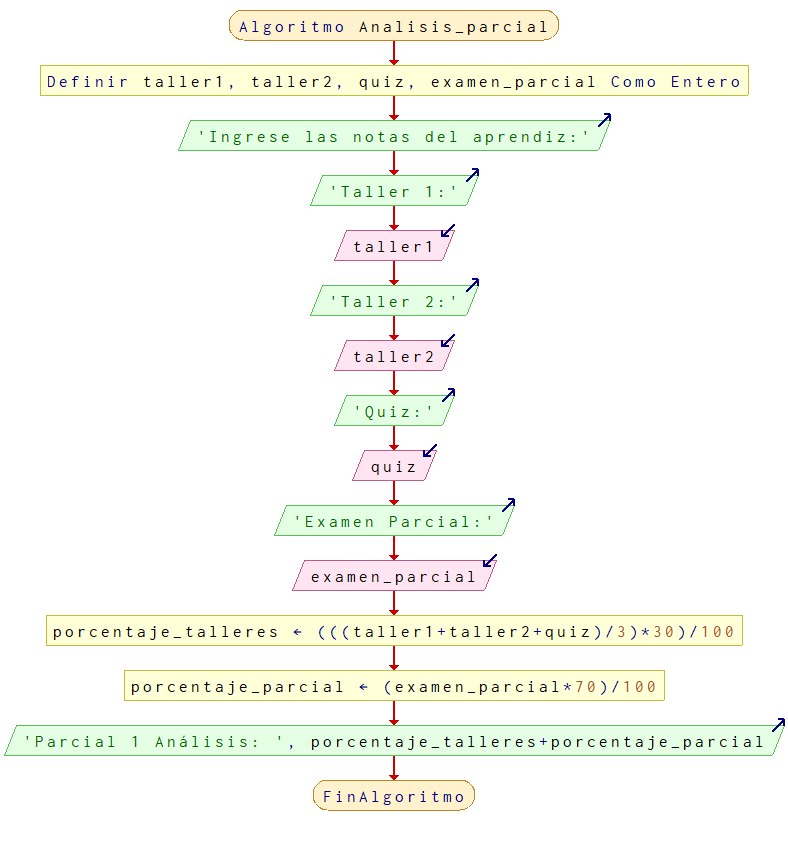 Algoritmo Analisis_parcial
Definir taller1, taller2, quiz, examen_parcial Como Entero
'Ingrese las notas del aprendiz:'
'Taller 1:'
taller1
'Taller 2:'
taller2
'Quiz:'
quiz
'Examen Parcial:'
examen_parcial
porcentaje_talleres ← (((taller1+taller2+quiz)/3)*30)/100
porcentaje_parcial ← (examen_parcial*70)/100
'Parcial 1 Análisis: ', porcentaje_talleres+porcentaje_parcial
FinAlgoritmo